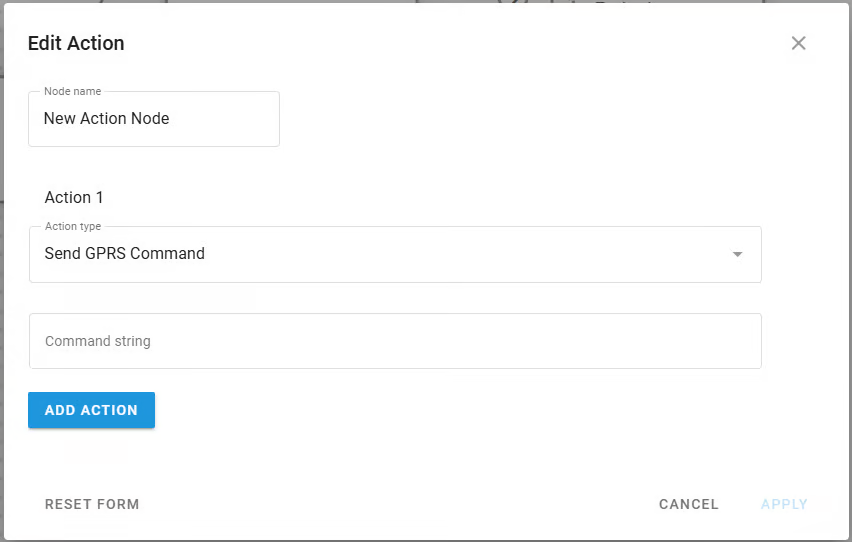 Edit Action
Node name
New Action Node
Action 1
Action type
Send GPRS Command
Command string
ADD ACTION
RESET FORM
CANCEL
APPLY